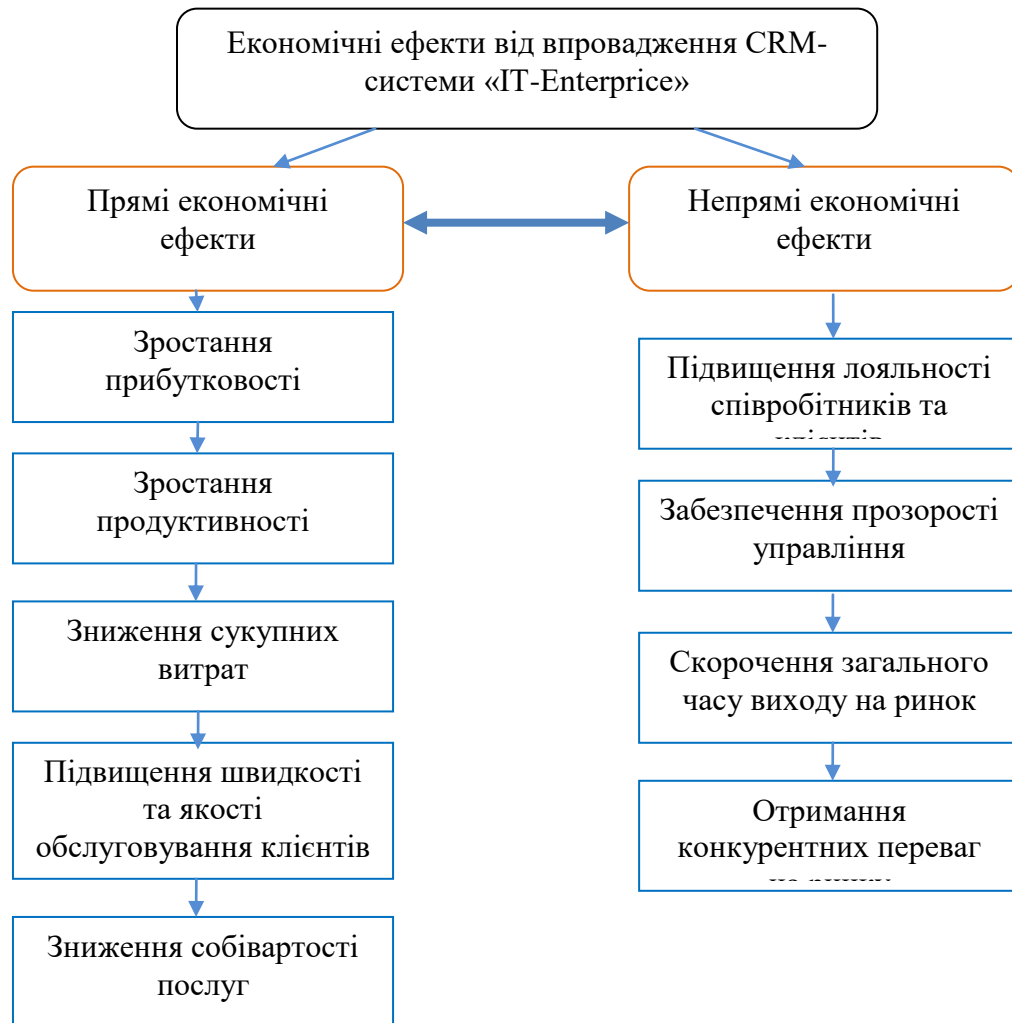 Економічні ефекти від впровадження CRM-
системи «IT-Enterprice»
Прямі економічні
ефекти
Непрямі економічні
ефекти
Зростання
прибутковості
Зростання
продуктивності
Зниження сукупних
витрат
Підвищення швидкості
та якості
обслуговування клієнтів
Зниження собівартості
послуг
Підвищення лояльності
співробітників та
Забезпечення прозорості
управління
Скорочення загального
часу виходу на ринок
Отримання
конкурентних переваг